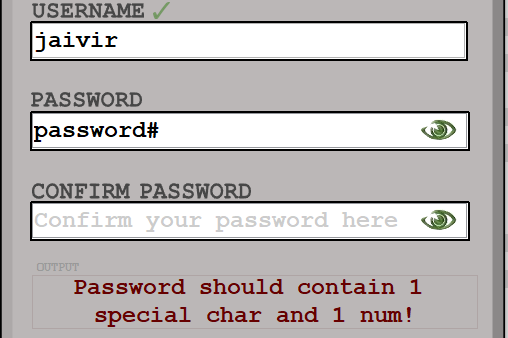 USERNAME ✓
jaivir
PASSWORD
password#
CONFIRM PASSWORD
Confirm your password here
OUTPUT
Password should contain 1
special char and 1 num!